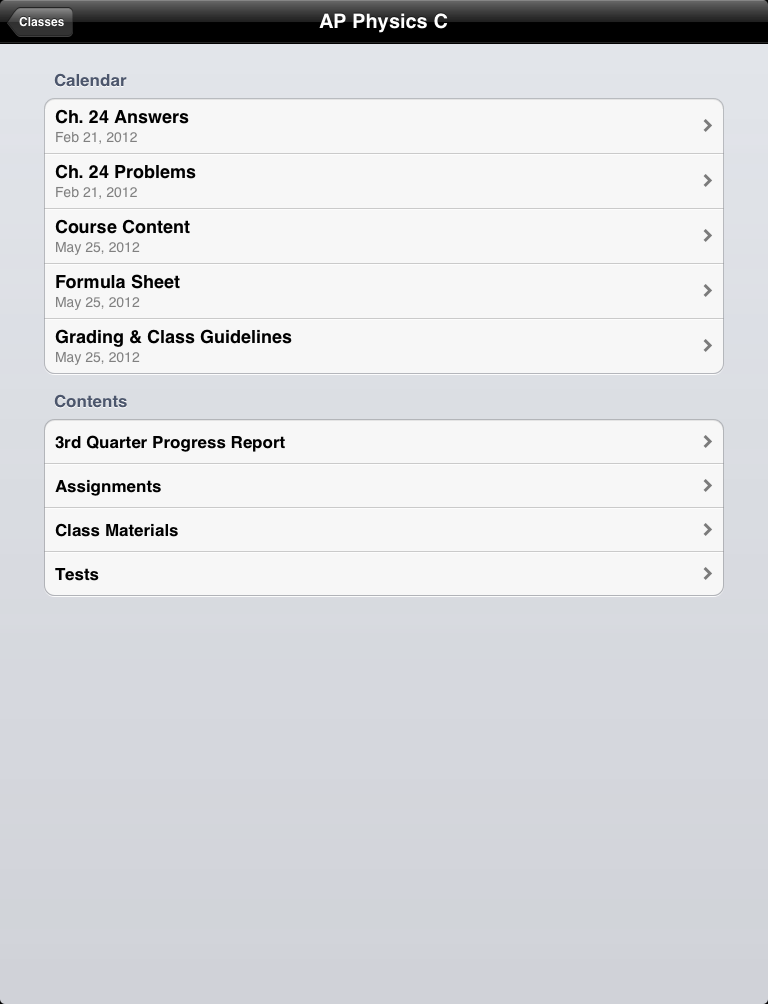 Classes
AP Physics C
Calendar
Ch. 24 Answers
Feb 21, 2012
Ch. 24 Problems
Feb 21, 2012
Course Content
May 25, 2012
Formula Sheet
May 25, 2012
Grading & Class Guidelines
May 25, 2012
Contents
3rd Quarter Progress Report
Assignments
Class Materials
Tests